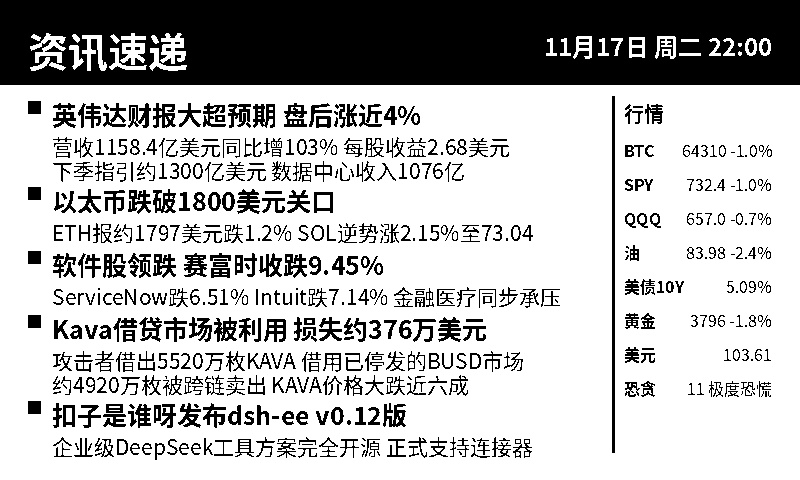 资讯速递
11月17日 周二 22:00
英伟达财报大超预期 盘后涨近4%
营收1158.4亿美元同比增103% 每股收益2.68美元
下季指引约1300亿美元 数据中心收入1076亿
以太币跌破1800美元关口
ETH报约1797美元跌1.2% SOL逆势涨2.15%至73.04
软件股领跌 赛富时收跌9.45%
ServiceNow跌6.51% Intuit跌7.14% 金融医疗同步承压
Kava借贷市场被利用 损失约376万美元
攻击者借出5520万枚KAVA 借用已停发的BUSD市场
约4920万枚被跨链卖出 KAVA价格大跌近六成
扣子是谁呀发布dsh-ee v0.12版
企业级DeepSeek工具方案完全开源 正式支持连接器
行情
BTC 64310 -1.0%
SPY 732.4 -1.0%
QQQ 657.0 -0.7%
油 83.98 -2.4%
美债10Y 5.09%
黄金 3796 -1.8%
美元 103.61
恐贪 11 极度恐慌